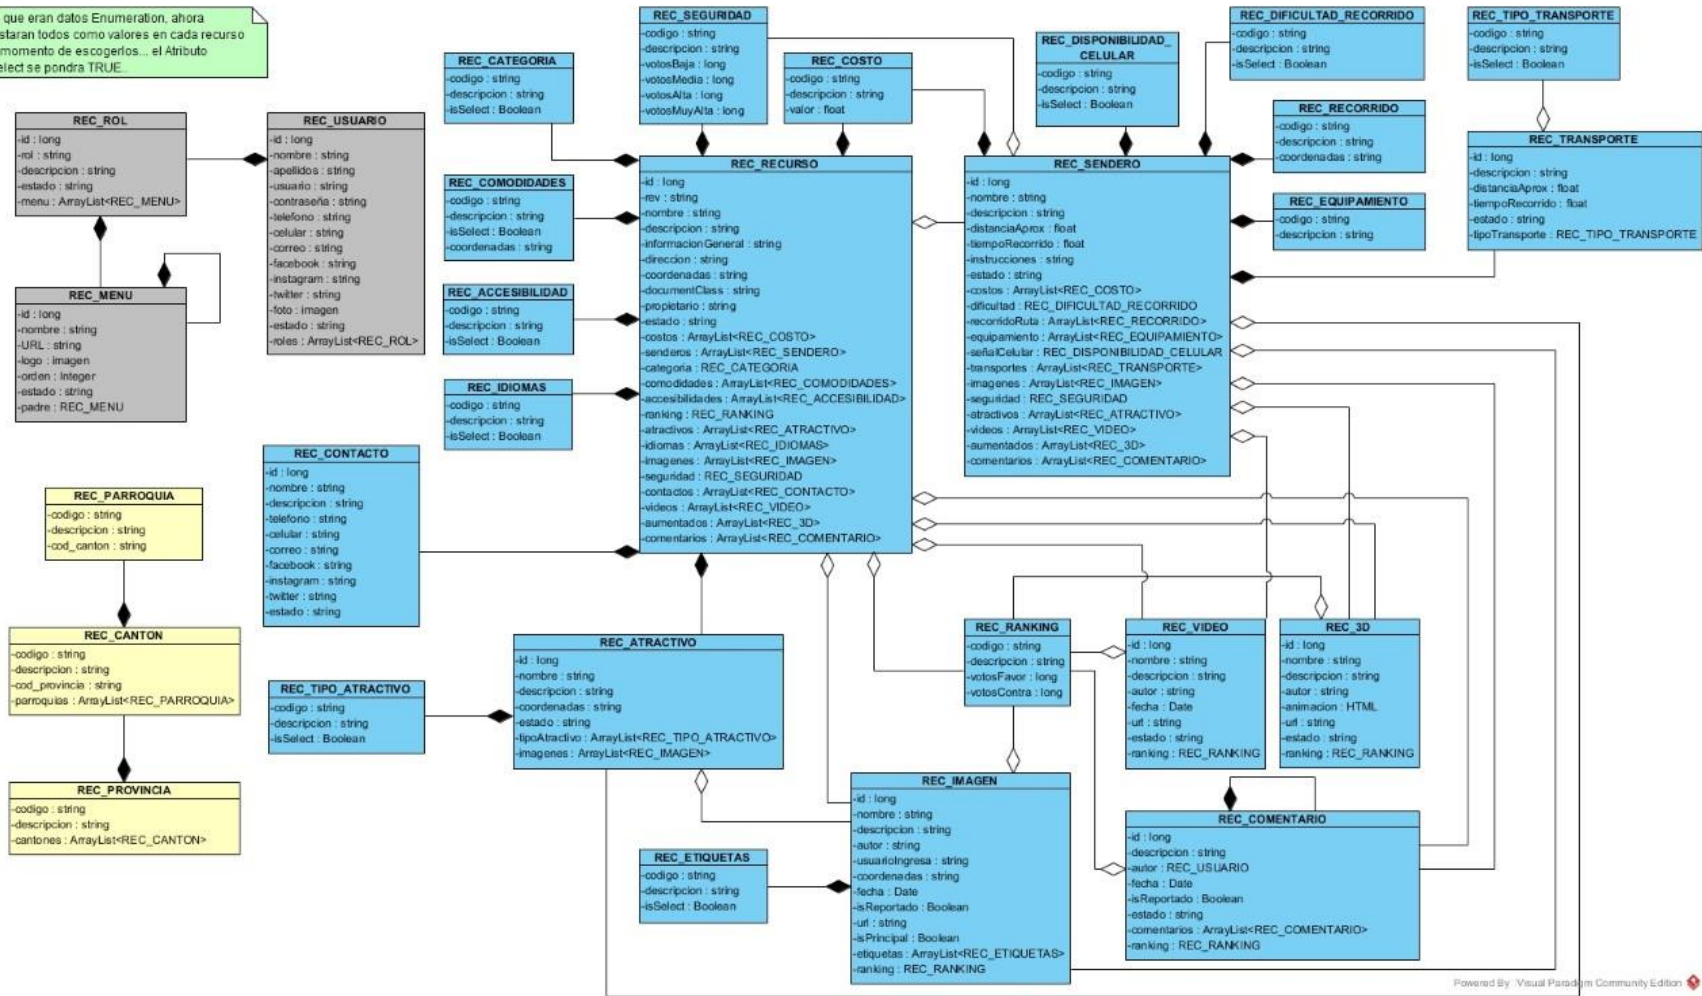 que eran datos Enumeration, ahora
staran todos como valores en cada recurso
momento de escogerlos... el Atributo
elect se pondra TRUE..
REC_ROL
-id : long
-rol : string
-descripcion : string
-estado : string
-menu : ArrayList<REC_MENU>
REC_USUARIO
-id : long
-nombre : string
-apellidos : string
-usuario : string
-contraseña : string
-telefono : string
-celular : string
-correo : string
-facebook : string
-instagram : string
-twitter : string
-foto : imagen
-estado : string
-roles : ArrayList<REC_ROL>
REC_MENU
-id : long
-nombre : string
-URL : string
-logo : imagen
-orden : Integer
-estado : string
-padre : REC_MENU
REC_CATEGORIA
-codigo : string
-descripcion : string
-isSelect : Boolean
REC_SEGURIDAD
-codigo : string
-descripcion : string
-votosBaja : long
-votosMedia : long
-votosAlta : long
-votosMuyAlta : long
REC_COSTO
-codigo : string
-descripcion : string
-valor : float
REC_DISPONIBILIDAD_
CELULAR
-codigo : string
-descripcion : string
-isSelect : Boolean
REC_DIFICULTAD_RECORRIDO
-codigo : string
-descripcion : string
-isSelect : Boolean
REC_TIPO_TRANSPORTE
-codigo : string
-descripcion : string
-isSelect : Boolean
REC_RECORRIDO
-codigo : string
-descripcion : string
-coordenadas : string
REC_TRANSPORTE
-id : long
-descripcion : string
-distanciaAprox : float
-tiempoRecorrido : float
-estado : string
-tipoTransporte : REC_TIPO_TRANSPORTE
REC_EQUIPAMIENTO
-codigo : string
-descripcion : string
REC_COMODIDADES
-codigo : string
-descripcion : string
-isSelect : Boolean
-coordenadas : string
REC_ACCESIBILIDAD
-codigo : string
-descripcion : string
-isSelect : Boolean
REC_IDIOMAS
-codigo : string
-descripcion : string
-isSelect : Boolean
REC_RECURSO
-id : long
-rev : string
-nombre : string
-descripcion : string
-informacionGeneral : string
-direccion : string
-coordenadas : string
-documentClass : string
-propietario : string
-estado : string
-costos : ArrayList<REC_COSTO>
-senderos : ArrayList<REC_SENDERO>
-categoria : REC_CATEGORIA
-comodidades : ArrayList<REC_COMODIDADES>
-accesibilidades : ArrayList<REC_ACCESIBILIDAD>
-ranking : REC_RANKING
-atractivos : ArrayList<REC_ATRACTIVO>
-idiomas : ArrayList<REC_IDIOMAS>
-imagenes : ArrayList<REC_IMAGEN>
-seguridad : REC_SEGURIDAD
-contactos : ArrayList<REC_CONTACTO>
-videos : ArrayList<REC_VIDEO>
-aumentados : ArrayList<REC_3D>
-comentarios : ArrayList<REC_COMENTARIO>
REC_SENDERO
-id : long
-nombre : string
-descripcion : string
-distanciaAprox : float
-tiempoRecorrido : float
-instrucciones : string
-estado : string
-costos : ArrayList<REC_COSTO>
-dificultad : REC_DIFICULTAD_RECORRIDO
-recorridoRuta : ArrayList<REC_RECORRIDO>
-equipamiento : ArrayList<REC_EQUIPAMIENTO>
-señalCelular : REC_DISPONIBILIDAD_CELULAR
-transportes : ArrayList<REC_TRANSPORTE>
-imagenes : ArrayList<REC_IMAGEN>
-seguridad : REC_SEGURIDAD
-atractivos : ArrayList<REC_ATRACTIVO>
-videos : ArrayList<REC_VIDEO>
-aumentados : ArrayList<REC_3D>
-comentarios : ArrayList<REC_COMENTARIO>
REC_CONTACTO
-id : long
-nombre : string
-descripcion : string
-telefono : string
-celular : string
-correo : string
-facebook : string
-instagram : string
-twitter : string
-estado : string
REC_PARROQUIA
-codigo : string
-descripcion : string
-cod_canton : string
REC_CANTON
-codigo : string
-descripcion : string
-cod_provincia : string
-parroquias : ArrayList<REC_PARROQUIA>
REC_PROVINCIA
-codigo : string
-descripcion : string
-cantones : ArrayList<REC_CANTON>
REC_TIPO_ATRACTIVO
-codigo : string
-descripcion : string
-isSelect : Boolean
REC_ATRACTIVO
-id : long
-nombre : string
-descripcion : string
-coordenadas : string
-estado : string
-tipoAtractivo : ArrayList<REC_TIPO_ATRACTIVO>
-imagenes : ArrayList<REC_IMAGEN>
REC_RANKING
-codigo : string
-descripcion : string
-votosFavor : long
-votosContra : long
REC_VIDEO
-id : long
-nombre : string
-descripcion : string
-autor : string
-fecha : Date
-url : string
-estado : string
-ranking : REC_RANKING
REC_3D
-id : long
-nombre : string
-descripcion : string
-autor : string
-animacion : HTML
-url : string
-estado : string
-ranking : REC_RANKING
REC_ETIQUETAS
-codigo : string
-descripcion : string
-isSelect : Boolean
REC_IMAGEN
-id : long
-nombre : string
-descripcion : string
-autor : string
-usuarioIngresa : string
-coordenadas : string
-fecha : Date
-isReportado : Boolean
-url : string
-isPrincipal : Boolean
-etiquetas : ArrayList<REC_ETIQUETAS>
-ranking : REC_RANKING
REC_COMENTARIO
-id : long
-descripcion : string
-autor : REC_USUARIO
-fecha : Date
-isReportado : Boolean
-estado : string
-comentarios : ArrayList<REC_COMENTARIO>
-ranking : REC_RANKING
Powered By Visual Paradigm Community Edition